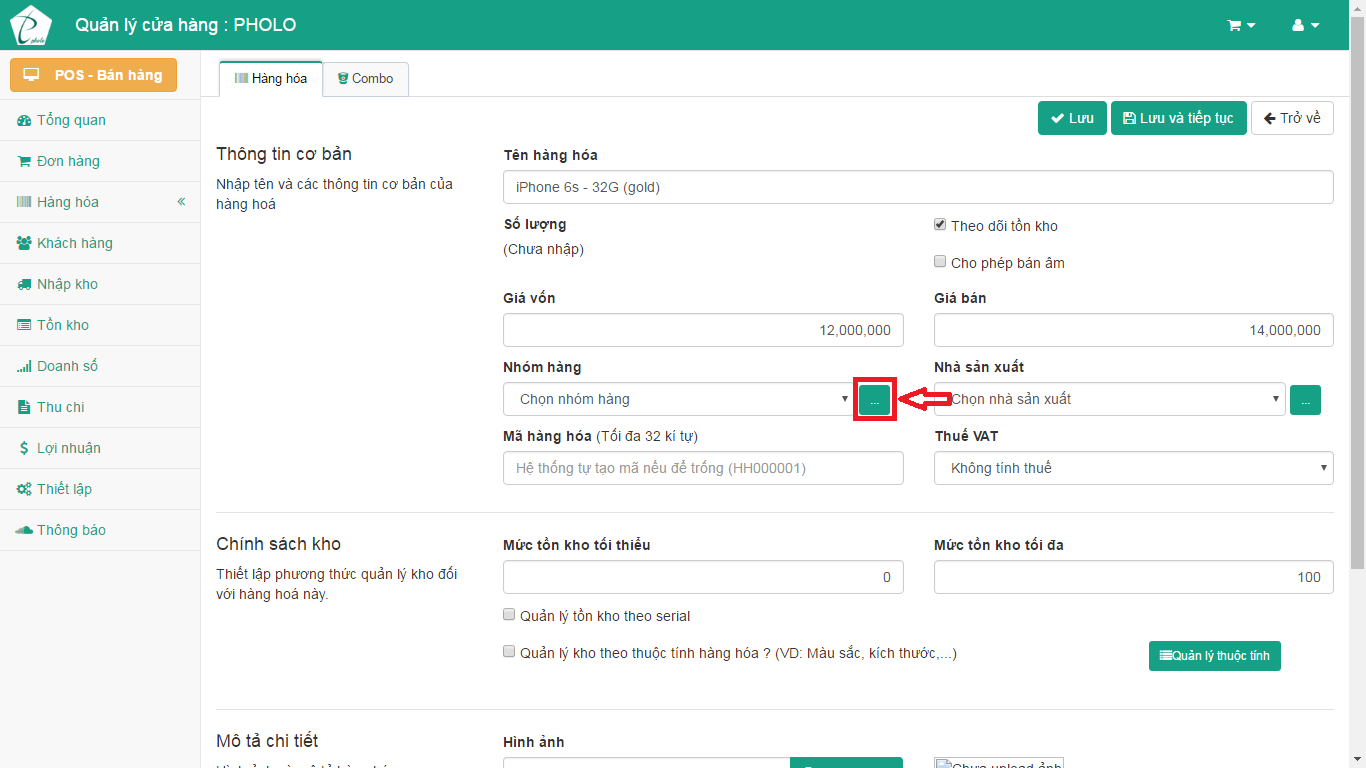 pholo
Quản lý cửa hàng : PHOLO
POS - Bán hàng
Tổng quan
Đơn hàng
Hàng hóa
Khách hàng
Nhập kho
Tồn kho
Doanh số
Thu chi
Lợi nhuận
Thiết lập
Thông báo
Hàng hóa
Combo
Lưu
Lưu và tiếp tục
Trở về
Thông tin cơ bản
Nhập tên và các thông tin cơ bản của
hàng hoá
Tên hàng hóa
iPhone 6s - 32G (gold)
Số lượng
(Chưa nhập)
Theo dõi tồn kho
Cho phép bán âm
Giá vốn
12,000,000
Giá bán
14,000,000
Nhóm hàng
Chọn nhóm hàng
...
Nhà sản xuất
Chọn nhà sản xuất
...
Mã hàng hóa (Tối đa 32 kí tự)
Hệ thống tự tạo mã nếu để trống (HH000001)
Thuế VAT
Không tính thuế
Chính sách kho
Thiết lập phương thức quản lý kho đối
với hàng hoá này.
Mức tồn kho tối thiểu
0
Mức tồn kho tối đa
100
Quản lý tồn kho theo serial
Quản lý kho theo thuộc tính hàng hóa ? (VD: Màu sắc, kích thước,...)
Quản lý thuộc tính
Mô tả chi tiết
Hình ảnh
Chưa upload ảnh